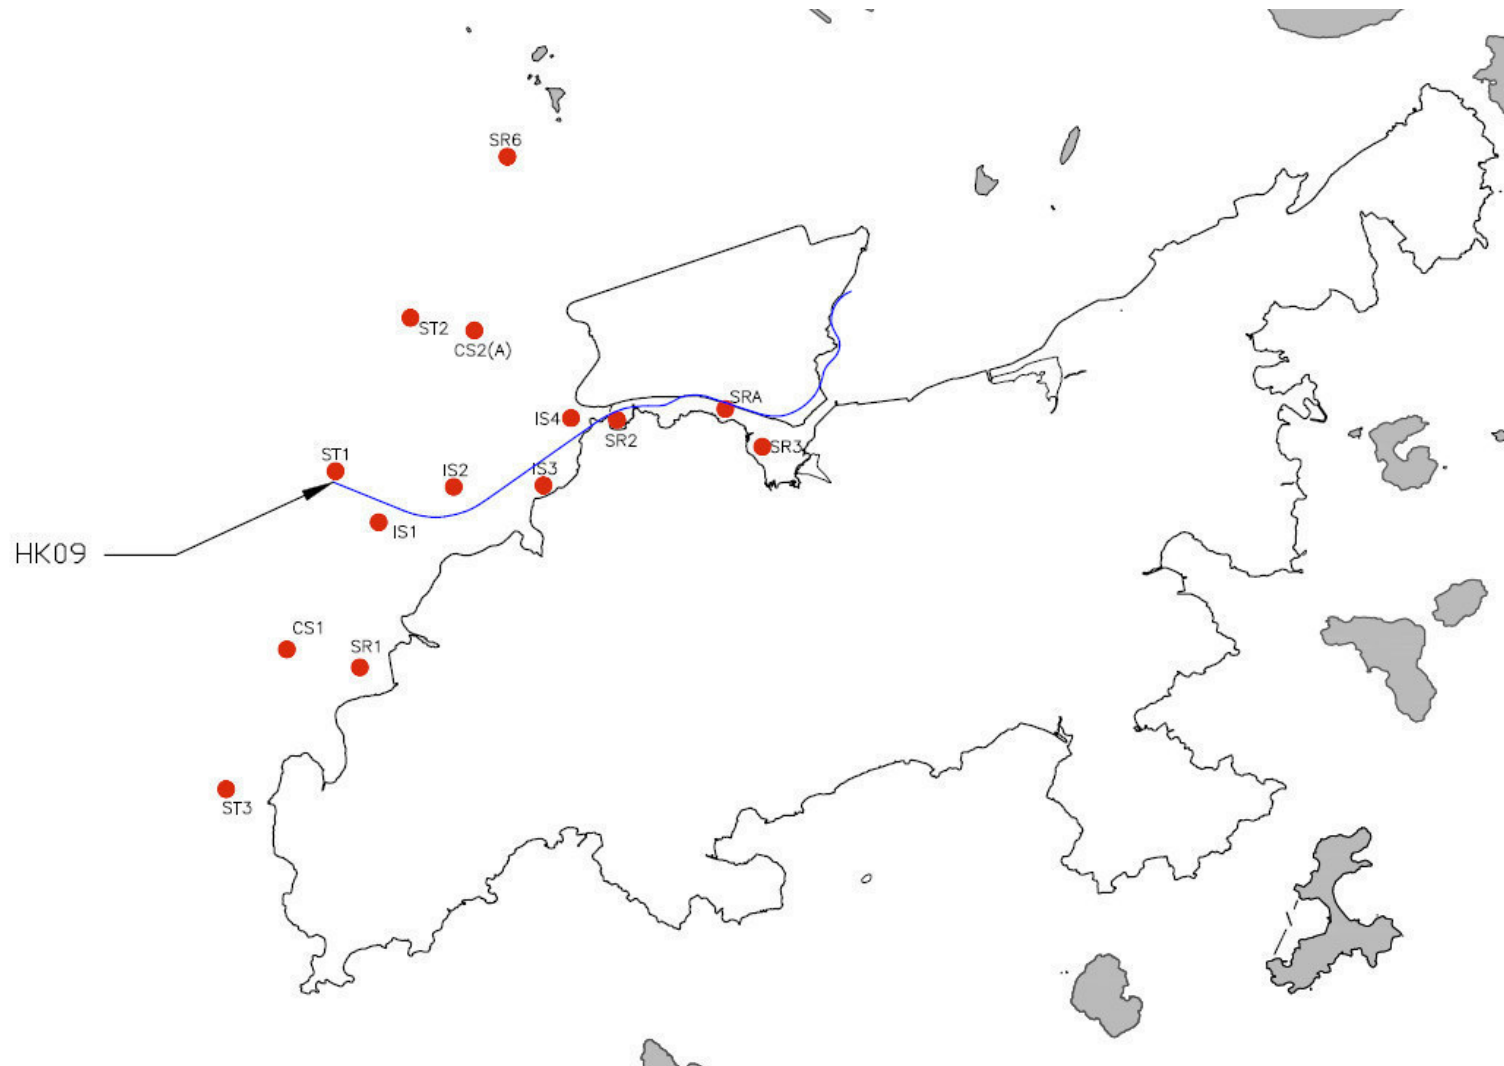 SR6
ST2
CS2(A)
IS4
SRA
SR2
SR3
ST1
IS2
IS3
IS1
HK09
CS1
SR1
ST3